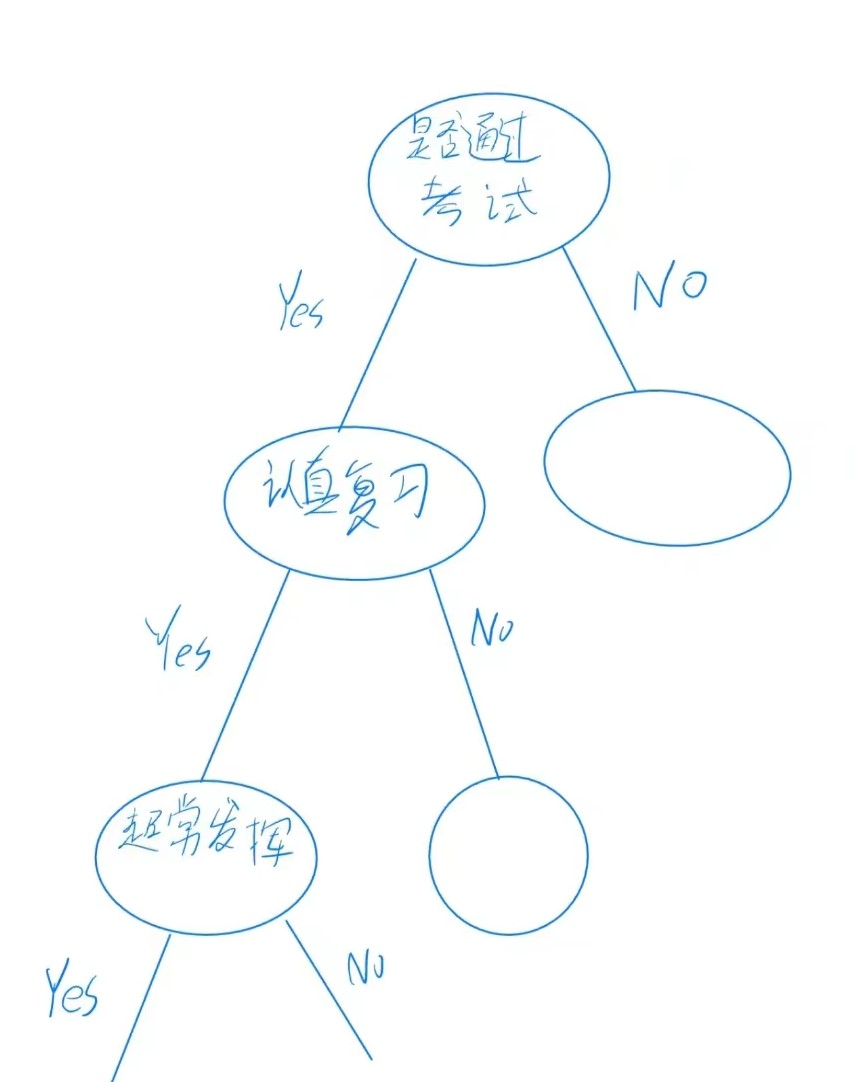 是否通过
考试
Yes
NO
认真复习
Yes
No
超常发挥
Yes
No